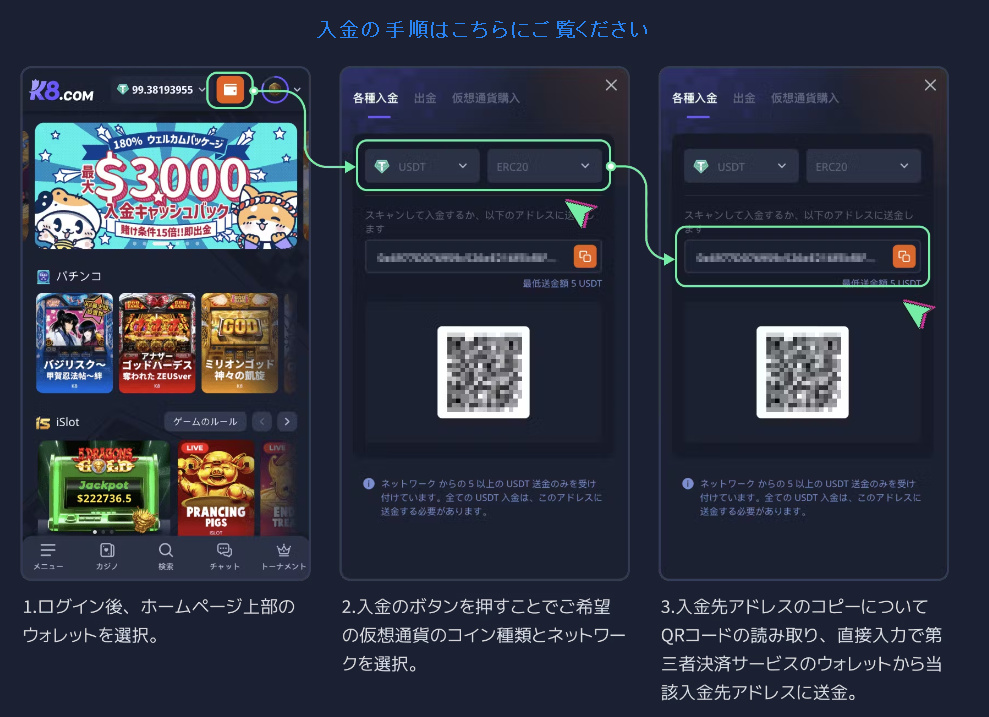 入金の手順はこちらにご覧ください
K8.COM
99.38193955
180% ウェルカムパッケージ
最大
$3000
入金キャッシュバック
賭け条件15倍!!即出金
パチンコ
バジリスク〜
甲賀忍法帖〜絆
K8
アナザー
ゴッドハーデス
奪われた ZEUSver
K8
ミリオンゴッド
神々の凱旋
K8
iSlot
ゲームのルール
5 DRAGONS
GOLD
Jackpot
$222736.5
LIVE
PRANCING
PIGS
ISLOT
LIVE
メニュー
カジノ
検索
チャット
トーナメント
1.ログイン後、ホームページ上部の
ウォレットを選択。
各種入金 出金 仮想通貨購入
USDT
ERC20
スキャンして入金するか、以下のアドレスに送金し
ます
最低送金額 5 USDT
ネットワーク からの 5 以上の USDT 送金のみを受け
付けています。全ての USDT 入金は、このアドレスに
送金する必要があります。
2.入金のボタンを押すことでご希望
の仮想通貨のコイン種類とネットワー
クを選択。
各種入金 出金 仮想通貨購入
USDT
ERC20
スキャンして入金するか、以下のアドレスに送金し
ます
最低送金額 5 USDT
ネットワーク からの 5 以上の USDT 送金のみを受け
付けています。全ての USDT 入金は、このアドレスに
送金する必要があります。
3.入金先アドレスのコピーについて
QRコードの読み取り、直接入力で第
三者決済サービスのウォレットから当
該入金先アドレスに送金。